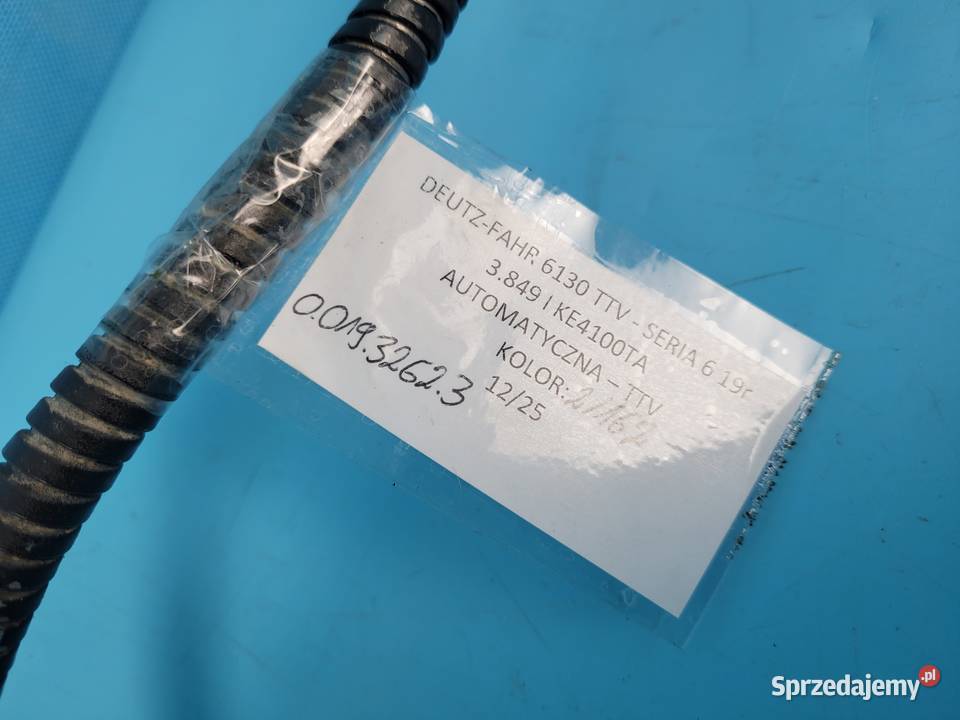 DEUTZ-FAHR 6130 TTV - SERIA 6 19r
3.849 l KE4100TA
AUTOMATYCZNA – TTV
KOLOR: 
12/25
0.019.3262.3
Sprzedajemy.pl